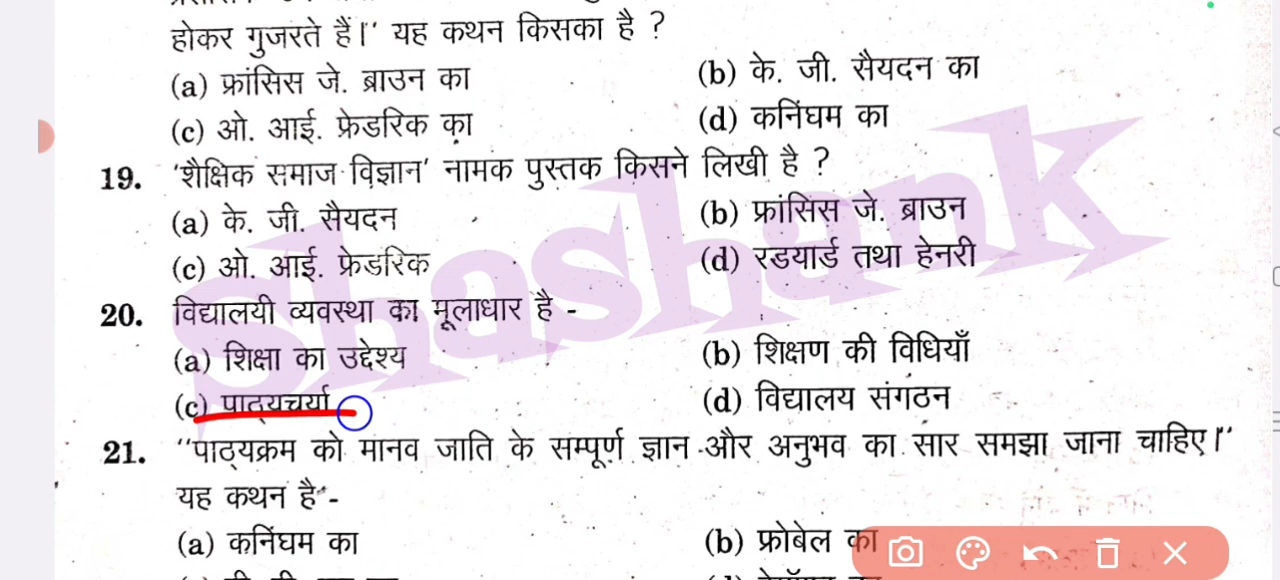 होकर गुजरते हैं।'' यह कथन किसका है ?
(a) फ्रांसिस जे. ब्राउन का (b) के. जी. सैयदन का
(c) ओ. आई. फ्रेडरिक का (d) कनिंघम का
19. 'शैक्षिक समाज विज्ञान' नामक पुस्तक किसने लिखी है ?
(a) के. जी. सैयदन (b) फ्रांसिस जे. ब्राउन
(c) ओ. आई. फ्रेडरिक (d) रडयार्ड तथा हेनरी
20. विद्यालयी व्यवस्था का मूलाधार है -
(a) शिक्षा का उद्देश्य (b) शिक्षण की विधियाँ
(c) पाठ्यचर्या (d) विद्यालय संगठन
21. ''पाठ्यक्रम को मानव जाति के सम्पूर्ण ज्ञान और अनुभव का सार समझा जाना चाहिए।''
यह कथन है -
(a) कनिंघम का (b) फ्रोबेल का
Shashank